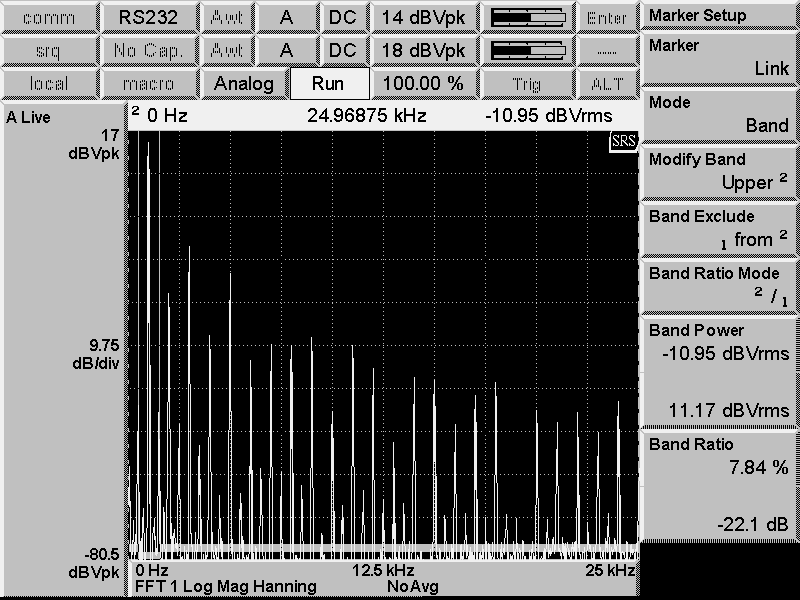 comm RS232 Awt A DC 14 dBVpk Enter
srq No Cap. Awt A DC 18 dBVpk ----
local macro Analog Run 100.00 % Trig ALT
Marker Setup
Marker
Link
Mode
Band
Modify Band
Upper ²
Band Exclude
₁ from ²
Band Ratio Mode
² / ₁
Band Power
-10.95 dBVrms
11.17 dBVrms
Band Ratio
7.84 %
-22.1 dB
A Live
² 0 Hz 24.96875 kHz -10.95 dBVrms
SRS
17
dBVpk
9.75
dB/div
-80.5
dBVpk
0 Hz 12.5 kHz 25 kHz
FFT 1 Log Mag Hanning NoAvg